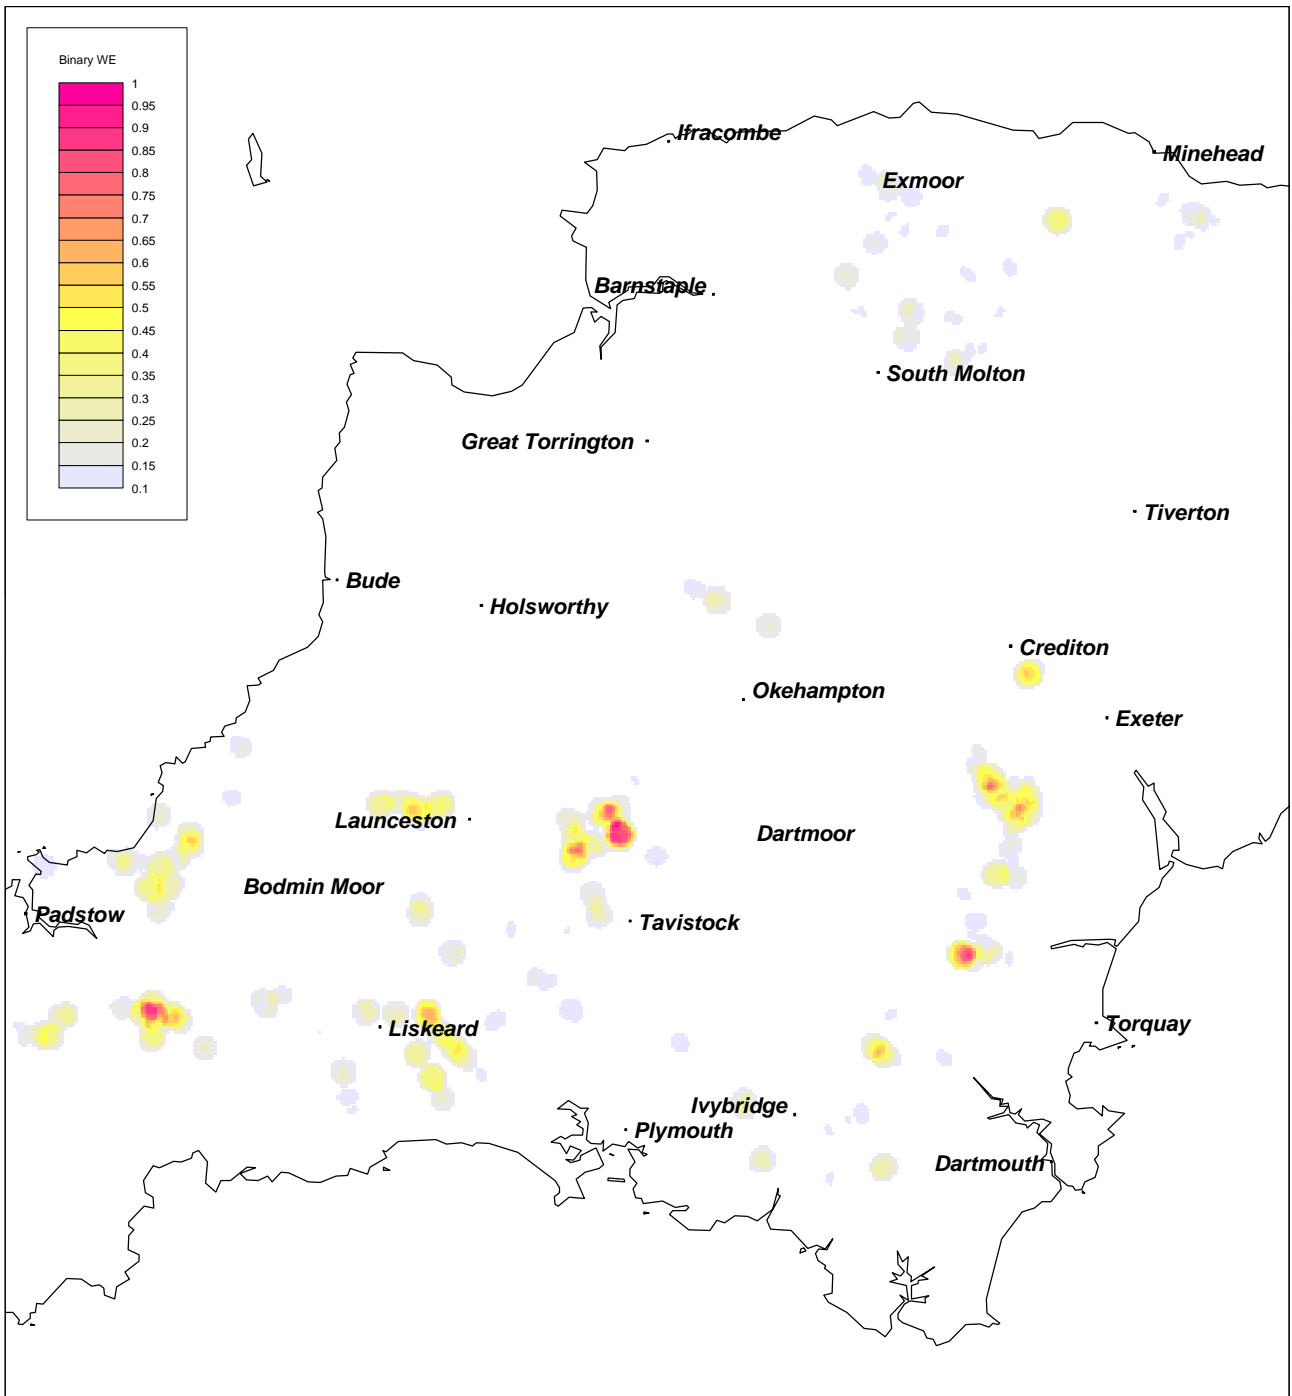 Binary WE
1
0.95
0.9
0.85
0.8
0.75
0.7
0.65
0.6
0.55
0.5
0.45
0.4
0.35
0.3
0.25
0.2
0.15
0.1
Ifracombe
Minehead
Exmoor
Barnstaple
South Molton
Great Torrington
Tiverton
Bude
Holsworthy
Crediton
Okehampton
Exeter
Launceston
Dartmoor
Bodmin Moor
Padstow
Tavistock
Torquay
Liskeard
Ivybridge
Plymouth
Dartmouth